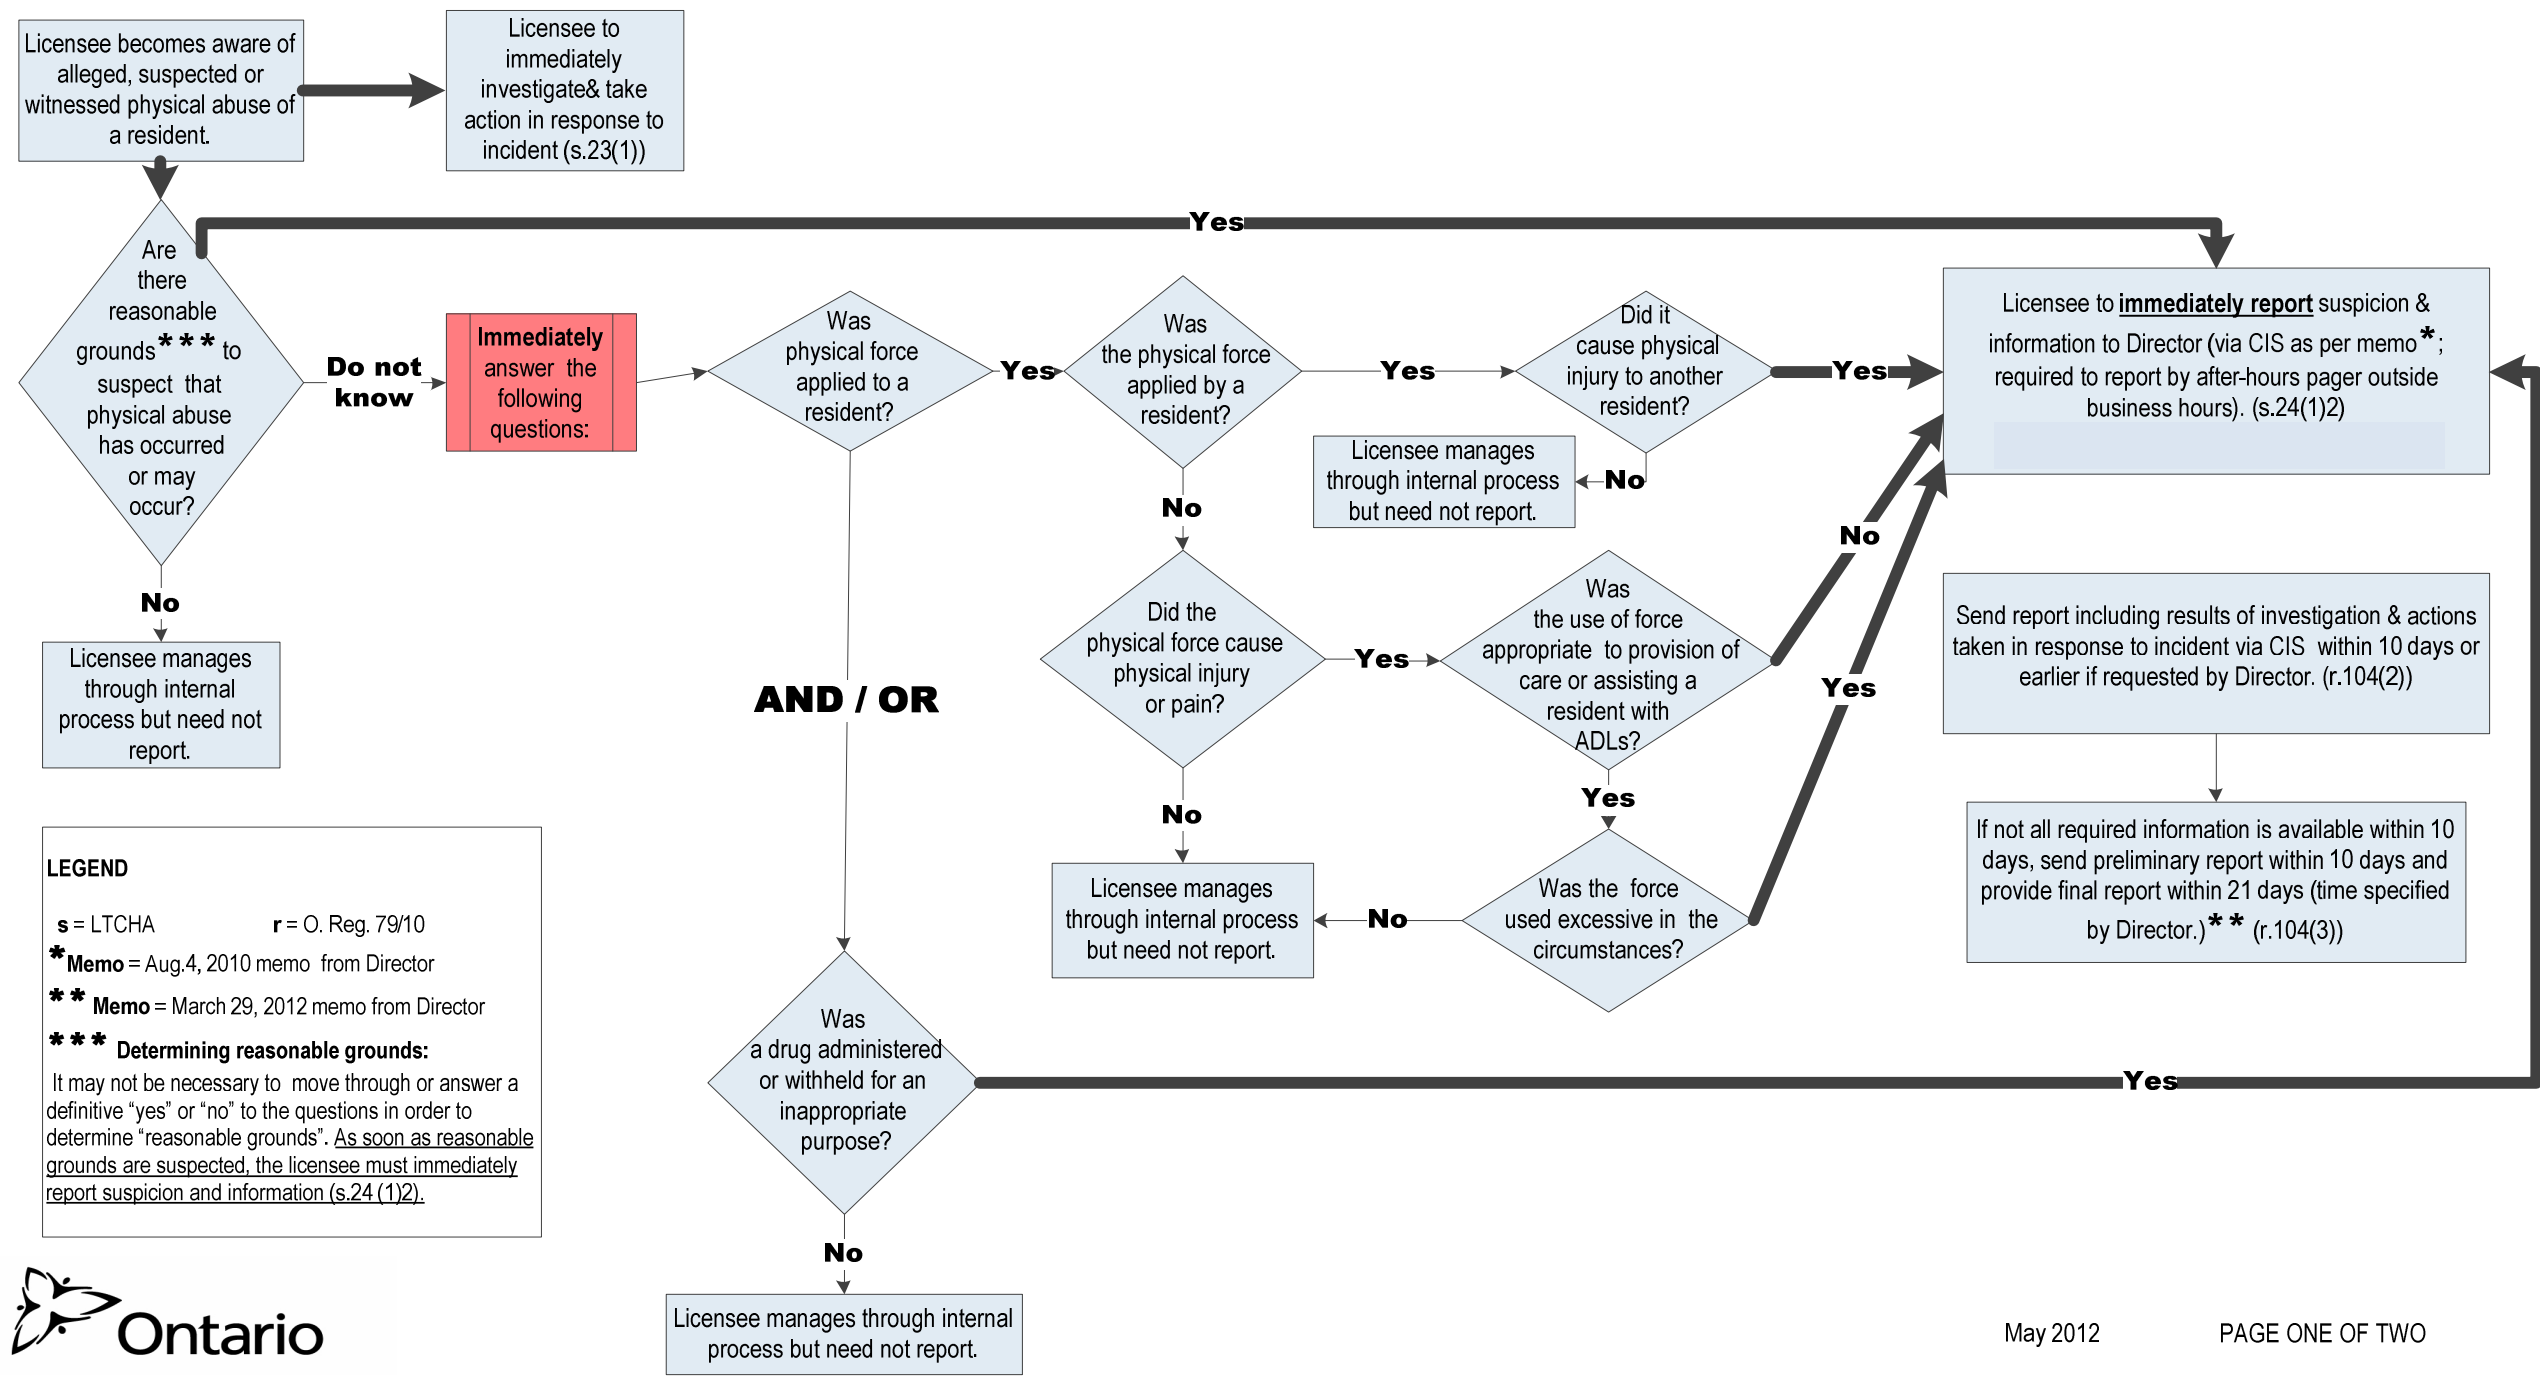 Licensee becomes aware of
alleged, suspected or
witnessed physical abuse of
a resident.
Licensee to
immediately
investigate& take
action in response to
incident (s.23(1))
Yes
Are
there
reasonable
grounds*** to
suspect that
physical abuse
has occurred
or may
occur?
Do not
know
Immediately
answer the
following
questions:
Was
physical force
applied to a
resident?
Yes
Was
the physical force
applied by a
resident?
Yes
Did it
cause physical
injury to another
resident?
Yes
Licensee to immediately report suspicion &
information to Director (via CIS as per memo*;
required to report by after-hours pager outside
business hours). (s.24(1)2)
No
Licensee manages
through internal process
but need not report.
No
No
Licensee manages
through internal
process but need not
report.
No
Did the
physical force cause
physical injury
or pain?
Yes
Was
the use of force
appropriate to provision of
care or assisting a
resident with
ADLs?
No
Yes
Send report including results of investigation & actions
taken in response to incident via CIS within 10 days or
earlier if requested by Director. (r.104(2))
AND / OR
No
Yes
Licensee manages
through internal process
but need not report.
No
Was the force
used excessive in the
circumstances?
If not all required information is available within 10
days, send preliminary report within 10 days and
provide final report within 21 days (time specified
by Director.)** (r.104(3))
LEGEND
s = LTCHA r = O. Reg. 79/10
*Memo = Aug.4, 2010 memo from Director
** Memo = March 29, 2012 memo from Director
*** Determining reasonable grounds:
It may not be necessary to move through or answer a
definitive “yes” or “no” to the questions in order to
determine “reasonable grounds”. As soon as reasonable
grounds are suspected, the licensee must immediately
report suspicion and information (s.24 (1)2).
Was
a drug administered
or withheld for an
inappropriate
purpose?
Yes
No
Licensee manages through internal
process but need not report.
Ontario
May 2012 PAGE ONE OF TWO